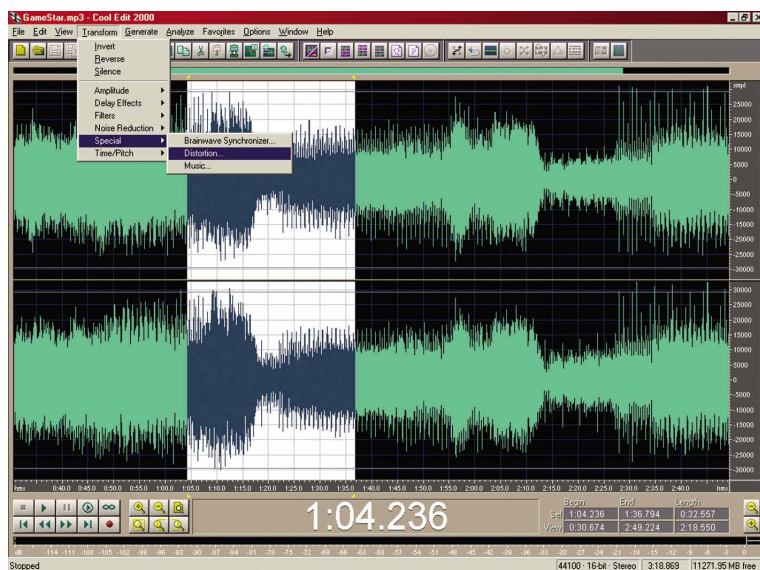 GameStar.mp3 - Cool Edit 2000
File Edit View Transform Generate Analyze Favorites Options Window Help
Invert
Reverse
Silence
Amplitude
Delay Effects
Filters
Noise Reduction
Special
Time/Pitch
Brainwave Synchronizer...
Distortion...
Music...
smpl
25000
20000
15000
10000
5000
-0
-5000
-10000
-15000
-20000
-25000
-30000
30000
25000
20000
15000
10000
5000
-0
-5000
-10000
-15000
-20000
-25000
-30000
hms 0:40.0 0:45.0 0:50.0 0:55.0 1:00.0 1:05.0 1:10.0 1:15.0 1:20.0 1:25.0 1:30.0 1:35.0 1:40.0 1:45.0 1:50.0 1:55.0 2:00.0 2:05.0 2:10.0 2:15.0 2:20.0 2:25.0 2:30.0 2:35.0 2:40.0 hms
1:04.236
Begin End Length
Sel 1:04.236 1:36.794 0:32.557
View 0:30.674 2:49.224 2:18.550
dB -114 -111 -108 -105 -102 -99 -96 -93 -90 -87 -84 -81 -78 -75 -72 -69 -66 -63 -60 -57 -54 -51 -48 -45 -42 -39 -36 -33 -30 -27 -24 -21 -18 -15 -12 -9 -6 -3 0
Stopped
44100 · 16-bit · Stereo 3:18.869 11271.95 MB free